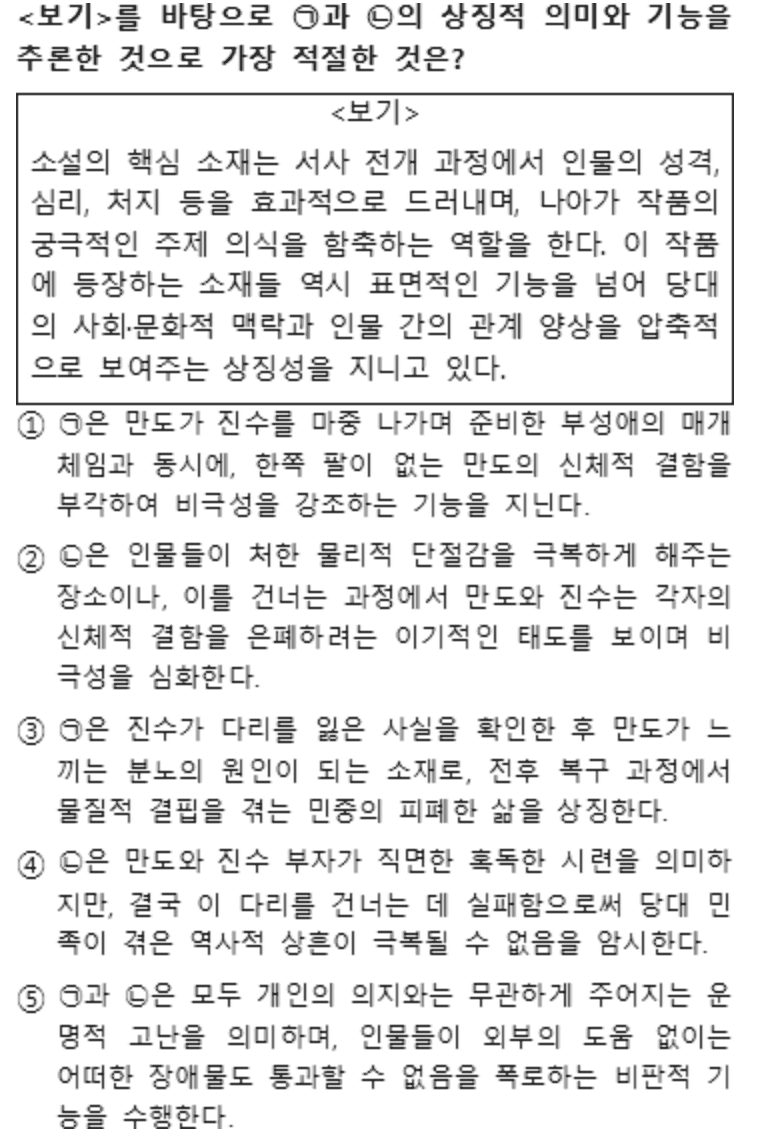 <보기>를 바탕으로 ㉠과 ㉡의 상징적 의미와 기능을
추론한 것으로 가장 적절한 것은?
<보기>
소설의 핵심 소재는 서사 전개 과정에서 인물의 성격,
심리, 처지 등을 효과적으로 드러내며, 나아가 작품의
궁극적인 주제 의식을 함축하는 역할을 한다. 이 작품
에 등장하는 소재들 역시 표면적인 기능을 넘어 당대
의 사회·문화적 맥락과 인물 간의 관계 양상을 압축적
으로 보여주는 상징성을 지니고 있다.
① ㉠은 만도가 진수를 마중 나가며 준비한 부성애의 매개
체임과 동시에, 한쪽 팔이 없는 만도의 신체적 결함을
부각하여 비극성을 강조하는 기능을 지닌다.
② ㉡은 인물들이 처한 물리적 단절감을 극복하게 해주는
장소이나, 이를 건너는 과정에서 만도와 진수는 각자의
신체적 결함을 은폐하려는 이기적인 태도를 보이며 비
극성을 심화한다.
③ ㉠은 진수가 다리를 잃은 사실을 확인한 후 만도가 느
끼는 분노의 원인이 되는 소재로, 전후 복구 과정에서
물질적 결핍을 겪는 민중의 피폐한 삶을 상징한다.
④ ㉡은 만도와 진수 부자가 직면한 혹독한 시련을 의미하
지만, 결국 이 다리를 건너는 데 실패함으로써 당대 민
족이 겪은 역사적 상흔이 극복될 수 없음을 암시한다.
⑤ ㉠과 ㉡은 모두 개인의 의지와는 무관하게 주어지는 운
명적 고난을 의미하며, 인물들이 외부의 도움 없이는
어떠한 장애물도 통과할 수 없음을 폭로하는 비판적 기
능을 수행한다.